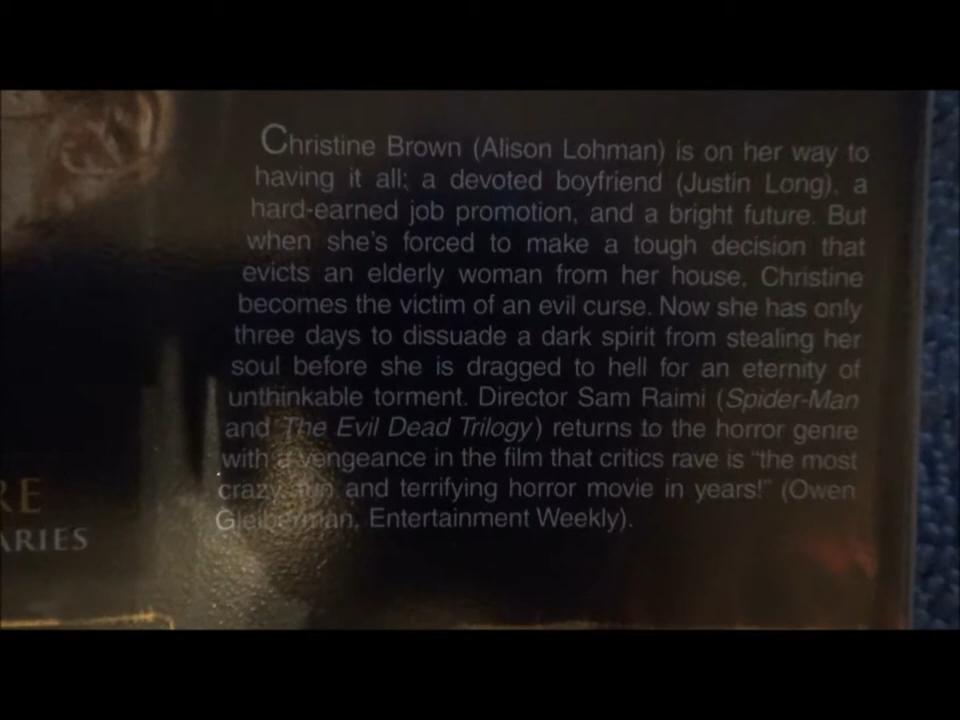 Christine Brown (Alison Lohman) is on her way to
having it all; a devoted boyfriend (Justin Long), a
hard-earned job promotion, and a bright future. But
when she's forced to make a tough decision that
evicts an elderly woman from her house, Christine
becomes the victim of an evil curse. Now she has only
three days to dissuade a dark spirit from stealing her
soul before she is dragged to hell for an eternity of
unthinkable torment. Director Sam Raimi (Spider-Man
and The Evil Dead Trilogy) returns to the horror genre
with a vengeance in the film that critics rave is "the most
crazy, fun and terrifying horror movie in years!" (Owen
Gleiberman, Entertainment Weekly).
RE
ARIES